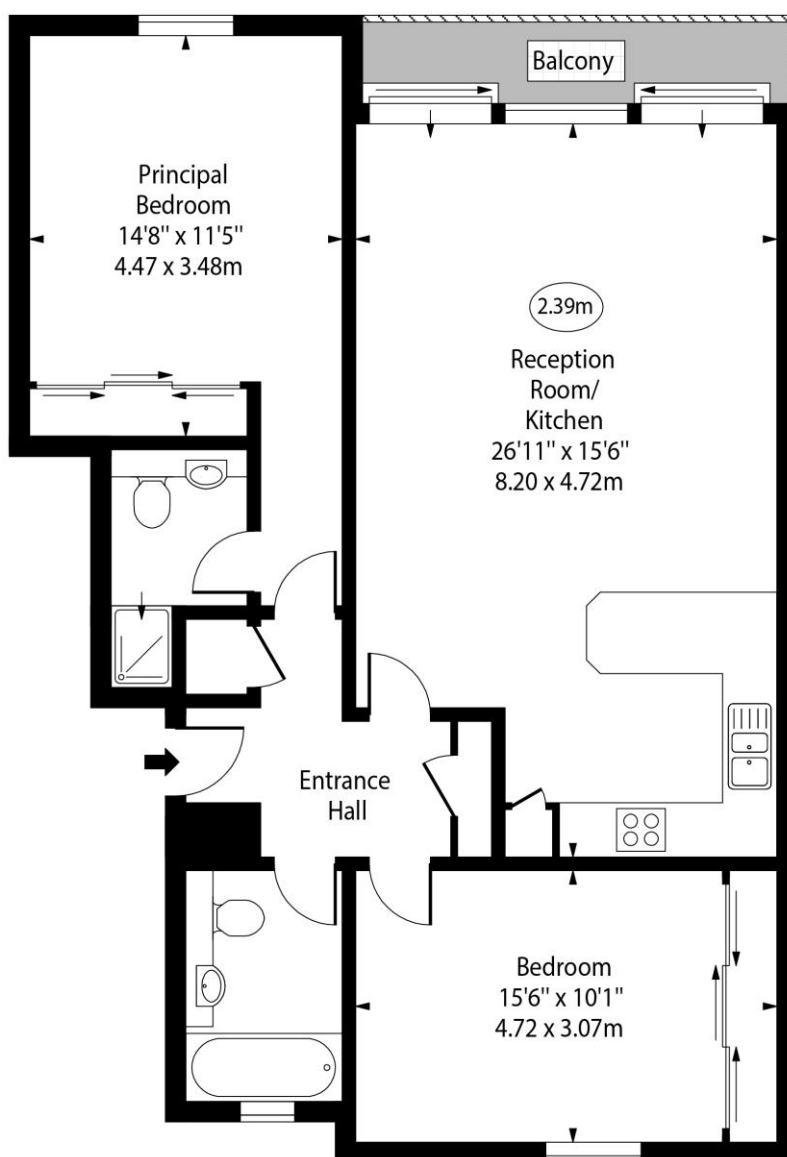 Balcony
Principal
Bedroom
14'8" x 11'5"
4.47 x 3.48m
2.39m
Reception
Room/
Kitchen
26'11" x 15'6"
8.20 x 4.72m
Entrance
Hall
Bedroom
15'6" x 10'1"
4.72 x 3.07m